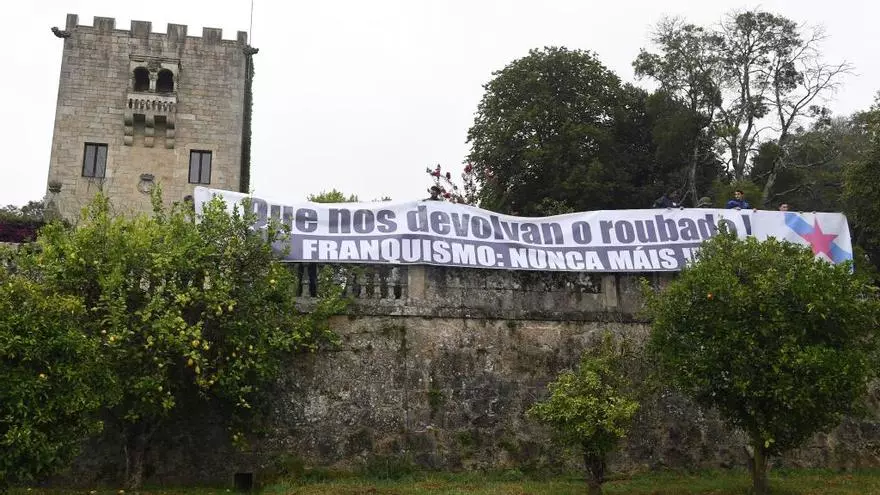 Que nos devolvan o roubado!
FRANQUISMO: NUNCA MÁIS !!